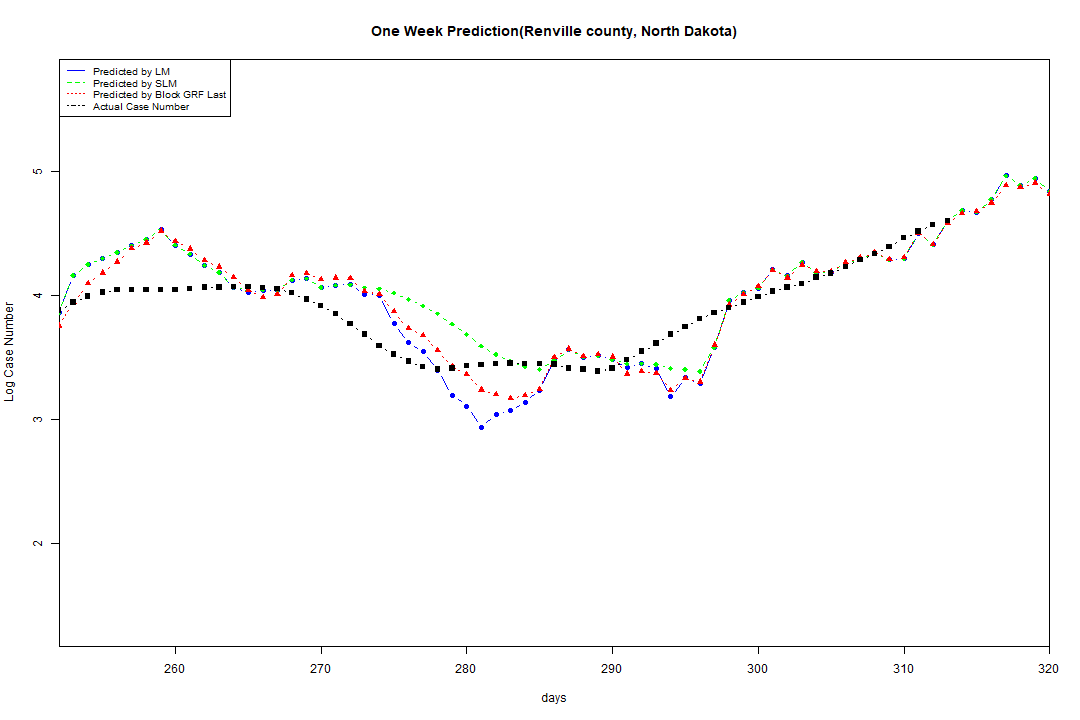 One Week Prediction(Renville county, North Dakota)
Predicted by LM
Predicted by SLM
Predicted by Block GRF Last
Actual Case Number
5
4
3
2
Log Case Number
260 270 280 290 300 310 320
days